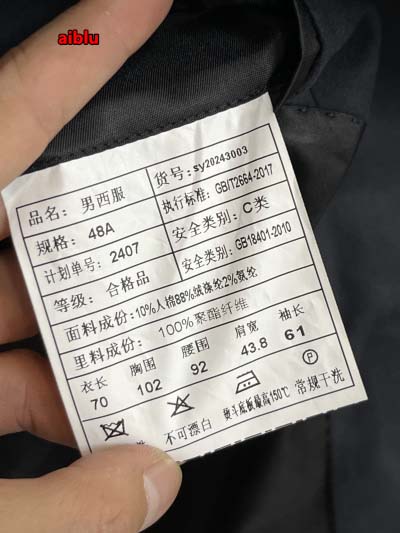 aiblu
品名: 男西服
货号: sy20243003
规格: 48A
执行标准: GB/T2664-2017
计划单号: 2407
安全类别: C类
等级: 合格品
安全类别: GB18401-2010
面料成份: 10%人棉88%绒涤纶2%氨纶
里料成份: 100%聚酯纤维
衣长 胸围 腰围 肩宽 袖长
70 102 92 43.8 61
P
不可漂白 熨斗底板最高150℃ 常规干洗